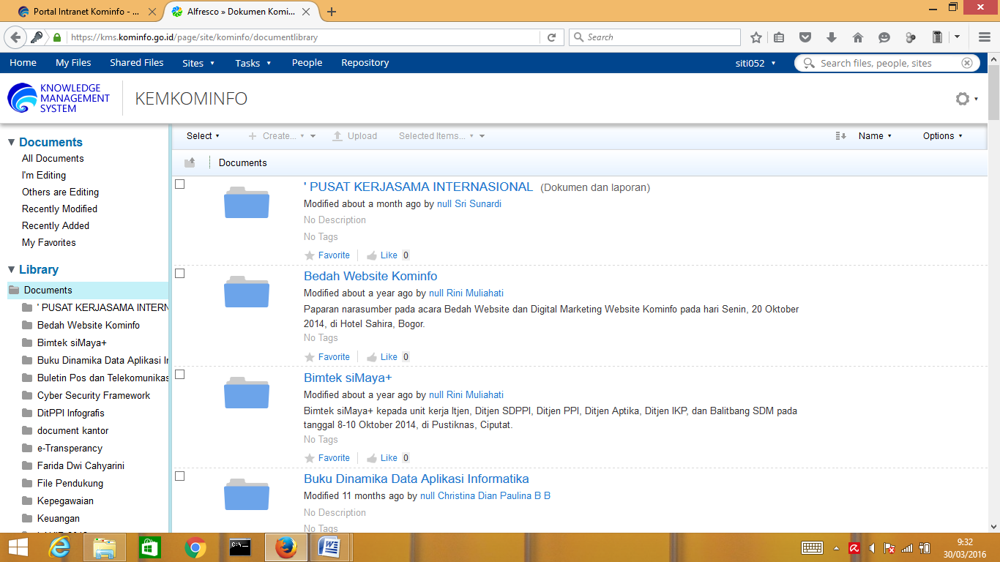 Portal Intranet Kominfo - ...
Alfresco » Dokumen Komi...
https://kms.kominfo.go.id/page/site/kominfo/documentlibrary
Search
Home My Files Shared Files Sites Tasks People Repository siti052 Search files, people, sites
KNOWLEDGE
MANAGEMENT
SYSTEM
KEMKOMINFO
Documents
All Documents
I'm Editing
Others are Editing
Recently Modified
Recently Added
My Favorites
Library
Documents
' PUSAT KERJASAMA INTERN
Bedah Website Kominfo
Bimtek siMaya+
Buku Dinamika Data Aplikasi In
Buletin Pos dan Telekomunikas
Cyber Security Framework
DitPPI Infografis
document kantor
e-Transperancy
Farida Dwi Cahyarini
File Pendukung
Kepegawaian
Keuangan
Select Create... Upload Selected Items... Name Options
Documents
' PUSAT KERJASAMA INTERNASIONAL (Dokumen dan laporan)
Modified about a month ago by null Sri Sunardi
No Description
No Tags
Favorite Like 0
Bedah Website Kominfo
Modified about a year ago by null Rini Muliahati
Paparan narasumber pada acara Bedah Website dan Digital Marketing Website Kominfo pada hari Senin, 20 Oktober
2014, di Hotel Sahira, Bogor.
No Tags
Favorite Like 0
Bimtek siMaya+
Modified about a year ago by null Rini Muliahati
Bimtek siMaya+ kepada unit kerja Itjen, Ditjen SDPPI, Ditjen PPI, Ditjen Aptika, Ditjen IKP, dan Balitbang SDM pada
tanggal 8-10 Oktober 2014, di Pustiknas, Ciputat.
No Tags
Favorite Like 0
Buku Dinamika Data Aplikasi Informatika
Modified 11 months ago by null Christina Dian Paulina B B
No Description
No Tags
9:32
30/03/2016